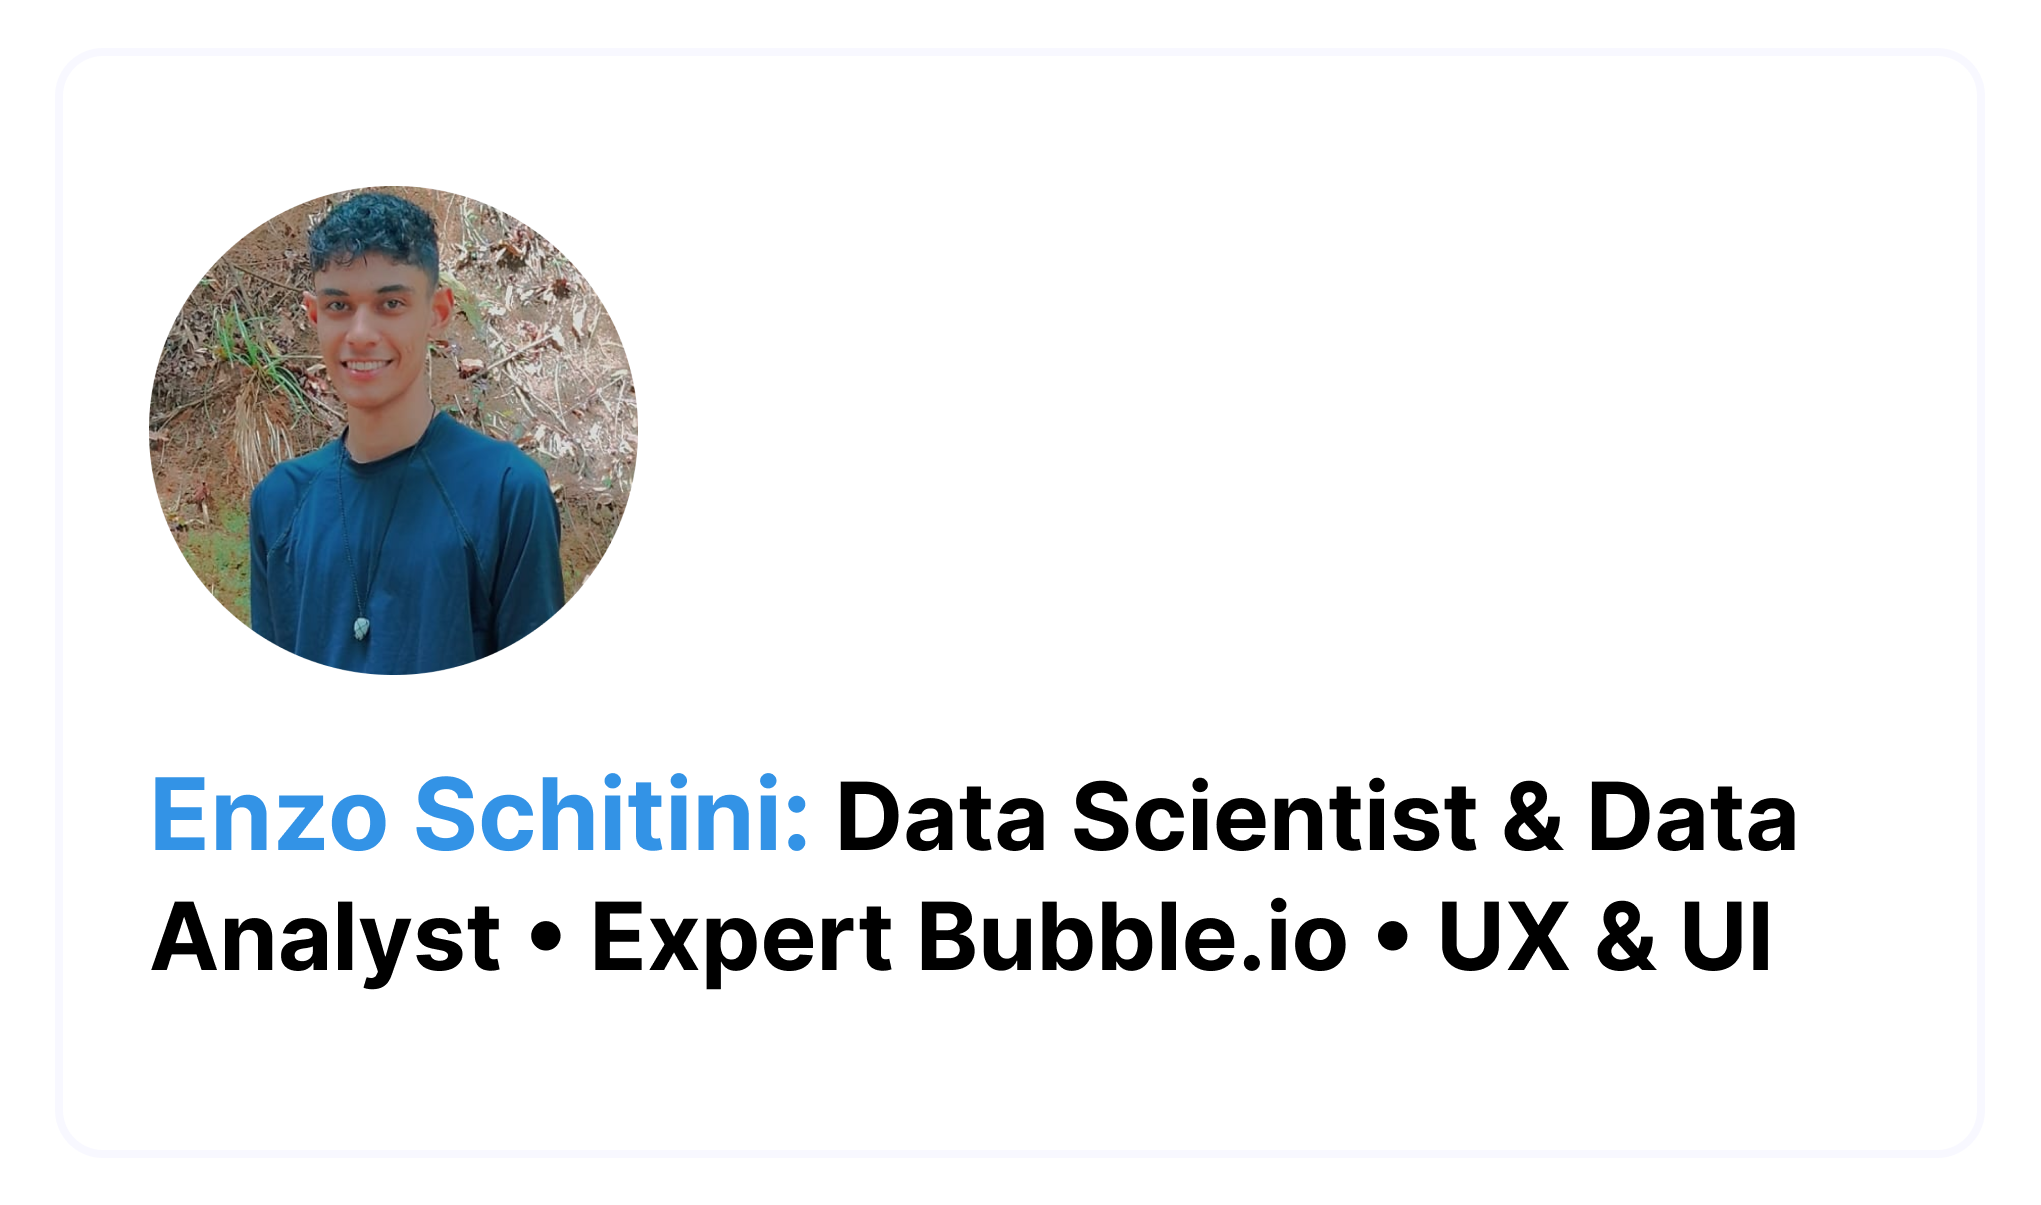 Enzo Schitini: Data Scientist & Data
Analyst • Expert Bubble.io • UX & UI